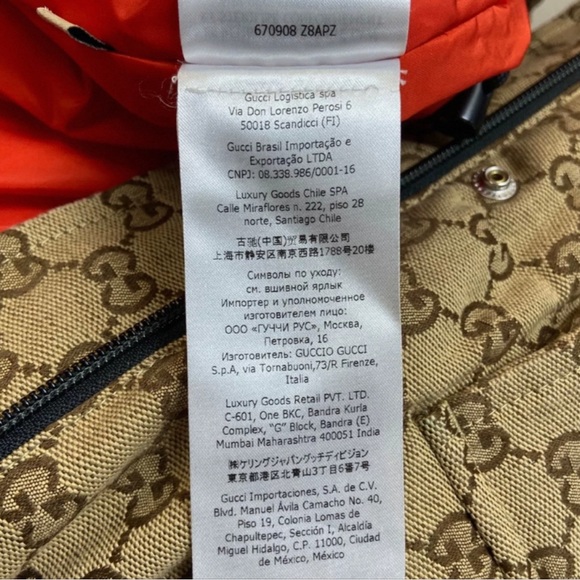 670908 Z8APZ
Gucci Logistica spa
Via Don Lorenzo Perosi 6
50018 Scandicci (FI)
Gucci Brasil Importação e
Exportação LTDA
CNPJ: 08.338.986/0001-16
Luxury Goods Chile SPA
Calle Miraflores n. 222, piso 28
norte, Santiago Chile
古驰(中国)贸易有限公司
上海市静安区南京西路1788号20楼
Символы по уходу:
см. вшивной ярлык
Импортер и уполномоченное
изготовителем лицо:
ООО «ГУЧЧИ РУС», Москва,
Петровка, 16
Изготовитель: GUCCIO GUCCI
S.p.A, via Tornabuoni,73/R Firenze,
Italia
Luxury Goods Retail PVT. LTD.
C-601, One BKC, Bandra Kurla
Complex, "G" Block, Bandra (E)
Mumbai Maharashtra 400051 India
㈱ケリングジャパングッチディビジョン
東京都港区北青山3丁目6番7号
Gucci Importaciones, S.A. de C.V.
Blvd. Manuel Ávila Camacho No. 40,
Piso 19, Colonia Lomas de
Chapultepec, Sección I, Alcaldía
Miguel Hidalgo, C.P. 11000, Ciudad
de México, México